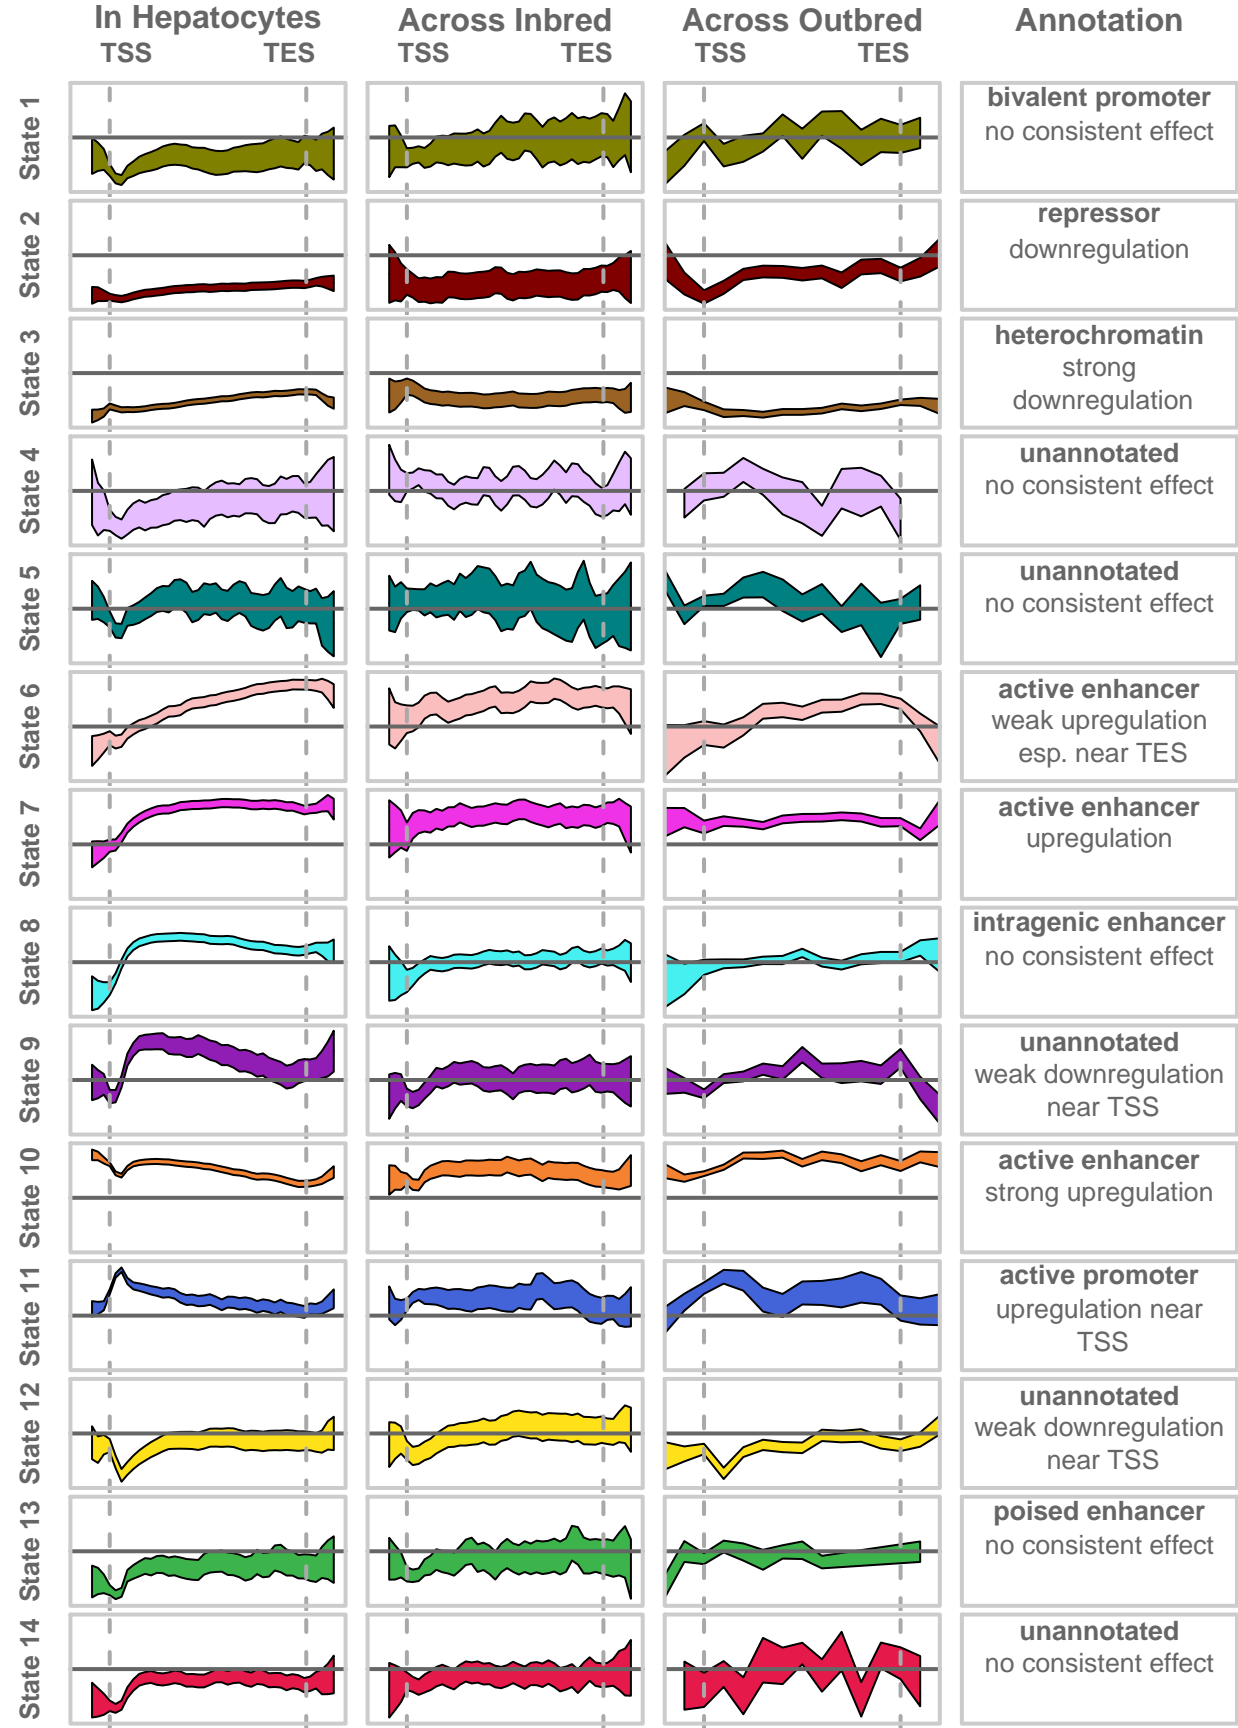 In Hepatocytes Across Inbred Across Outbred Annotation
TSS TES TSS TES TSS TES
State 1
bivalent promoter
no consistent effect
State 2
repressor
downregulation
State 3
heterochromatin
strong
downregulation
State 4
unannotated
no consistent effect
State 5
unannotated
no consistent effect
State 6
active enhancer
weak upregulation
esp. near TES
State 7
active enhancer
upregulation
State 8
intragenic enhancer
no consistent effect
State 9
unannotated
weak downregulation
near TSS
State 10
active enhancer
strong upregulation
State 11
active promoter
upregulation near
TSS
State 12
unannotated
weak downregulation
near TSS
State 13
poised enhancer
no consistent effect
State 14
unannotated
no consistent effect